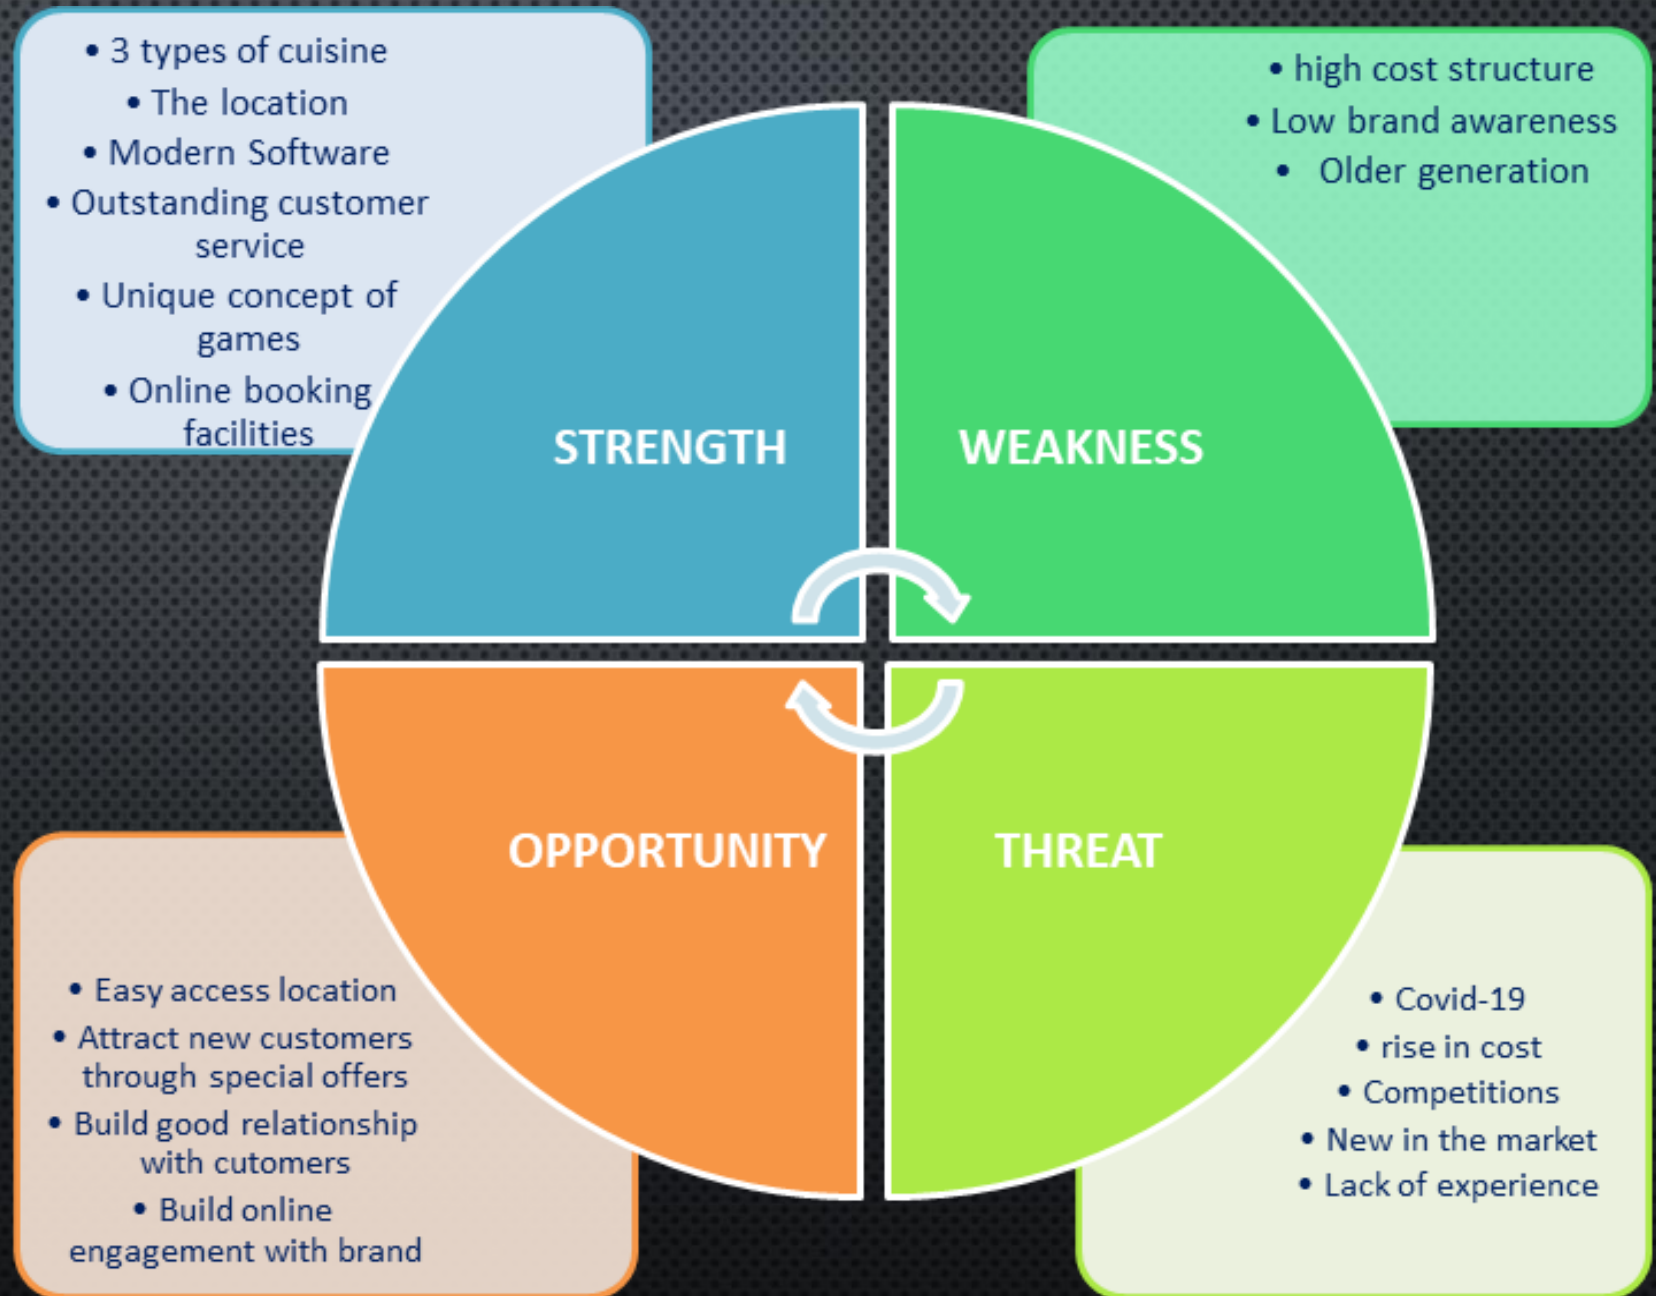 • 3 types of cuisine
• The location
• Modern Software
• Outstanding customer
service
• Unique concept of
games
• Online booking
facilities
• high cost structure
• Low brand awareness
• Older generation
STRENGTH
WEAKNESS
OPPORTUNITY
THREAT
• Easy access location
• Attract new customers
through special offers
• Build good relationship
with cutomers
• Build online
engagement with brand
• Covid-19
• rise in cost
• Competitions
• New in the market
• Lack of experience